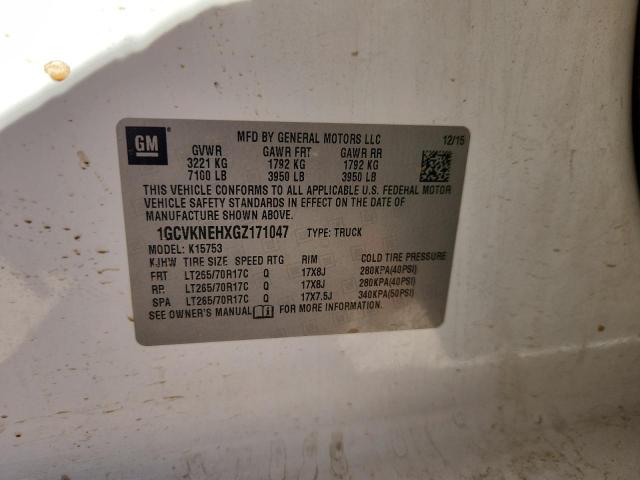 GM
MFD BY GENERAL MOTORS LLC 12/15
GVWR GAWR FRT GAWR RR
3221 KG 1792 KG 1792 KG
7100 LB 3950 LB 3950 LB
THIS VEHICLE CONFORMS TO ALL APPLICABLE U.S. FEDERAL MOTOR
VEHICLE SAFETY STANDARDS IN EFFECT ON THE DATE OF
MANUFACTURE SHOWN ABOVE.
1GCVKNEHXGZ171047 TYPE: TRUCK
MODEL: K15753
KJHW TIRE SIZE SPEED RTG RIM COLD TIRE PRESSURE
FRT LT265/70R17C Q 17X8J 280KPA(40PSI)
RR LT265/70R17C Q 17X8J 280KPA(40PSI)
SPA LT265/70R17C Q 17X7.5J 340KPA(50PSI)
SEE OWNER'S MANUAL FOR MORE INFORMATION.